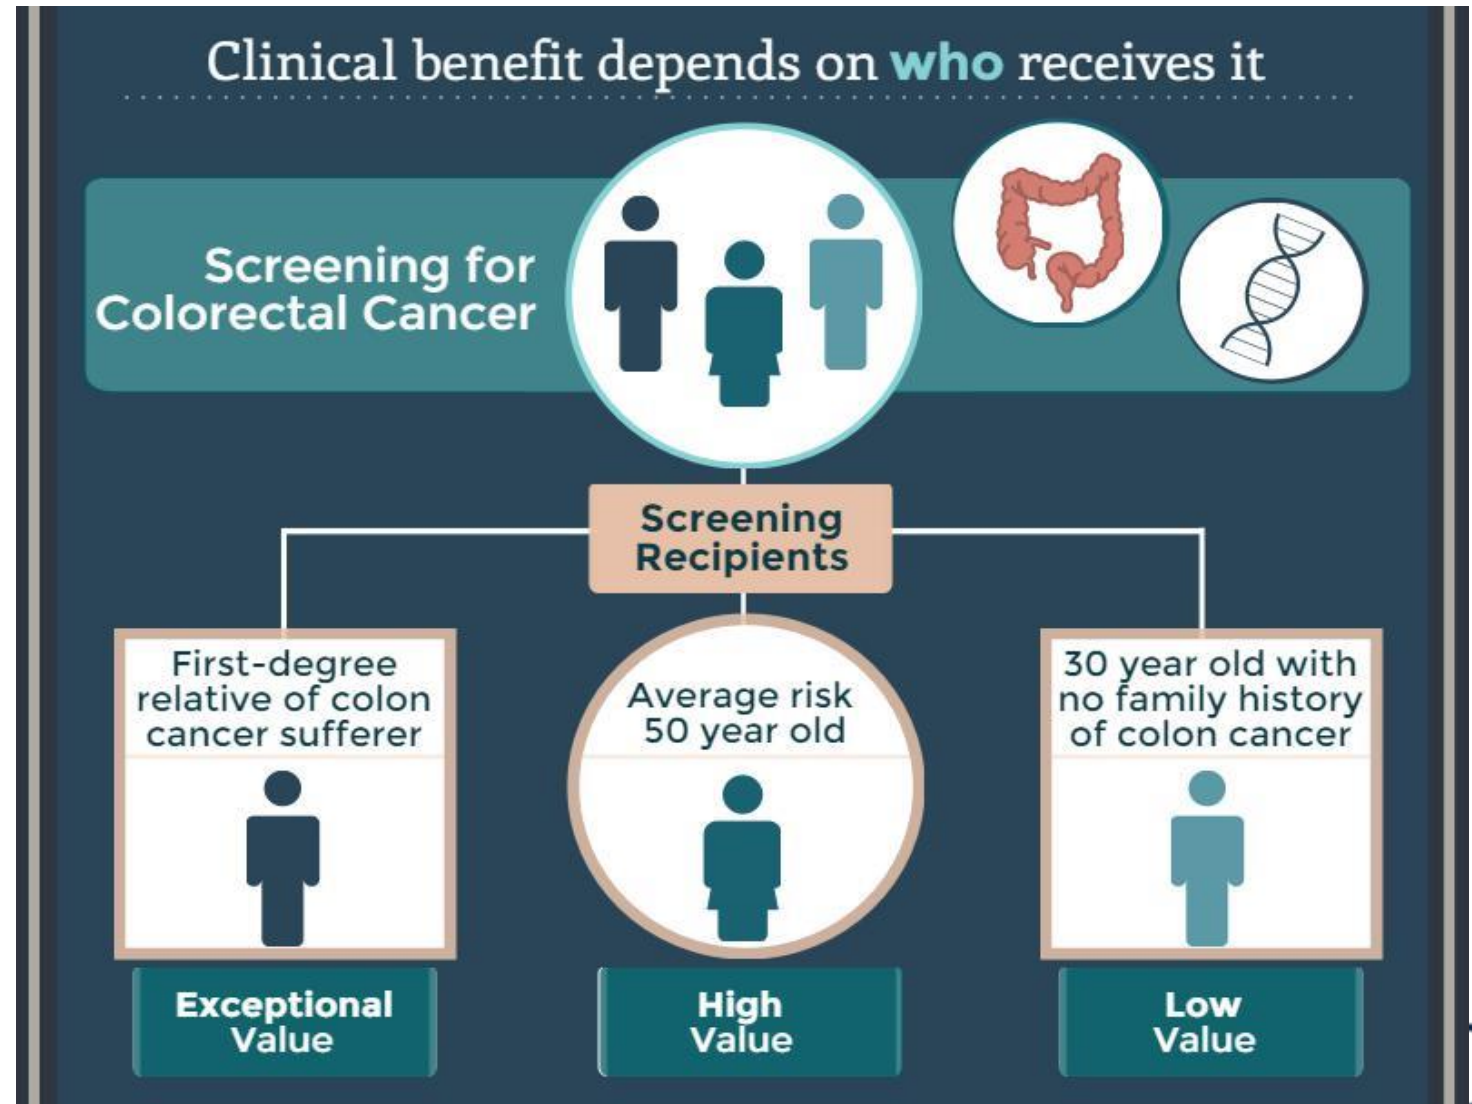 Clinical benefit depends on who receives it
Screening for
Colorectal Cancer
Screening
Recipients
First-degree
relative of colon
cancer sufferer
Average risk
50 year old
30 year old with
no family history
of colon cancer
Exceptional
Value
High
Value
Low
Value